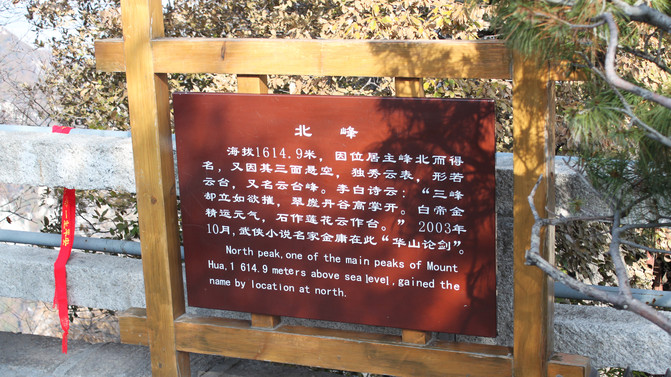 北峰
海拔1614.9米，因位居主峰北而得
名，又因其三面悬空，独秀云表，形若
云台，又名云台峰。李白诗云：“三峰
却立如欲摧，翠崖丹谷高掌开。白帝金
精运元气，石作莲花云作台。”2003年
10月，武侠小说名家金庸在此“华山论剑”。
North peak,one of the main peaks of Mount
Hua,1 614.9 meters above sea level,gained the
name by location at north.